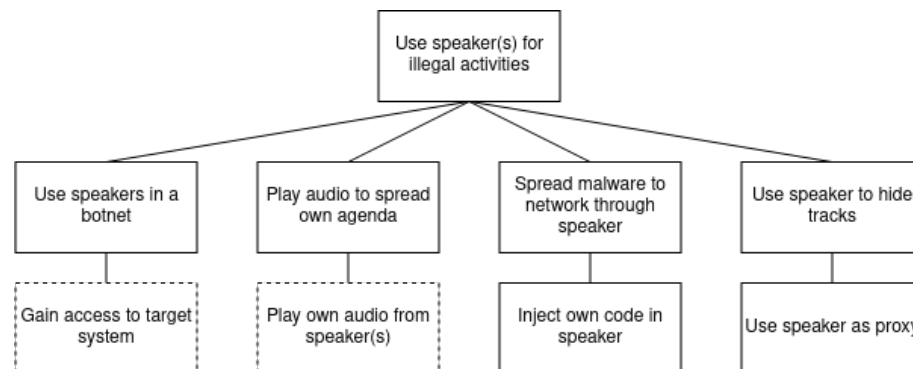 Use speaker(s) for
illegal activities
Use speakers in a
botnet
Play audio to spread
own agenda
Spread malware to
network through
speaker
Use speaker to hide
tracks
Gain access to target
system
Play own audio from
speaker(s)
Inject own code in
speaker
Use speaker as proxy